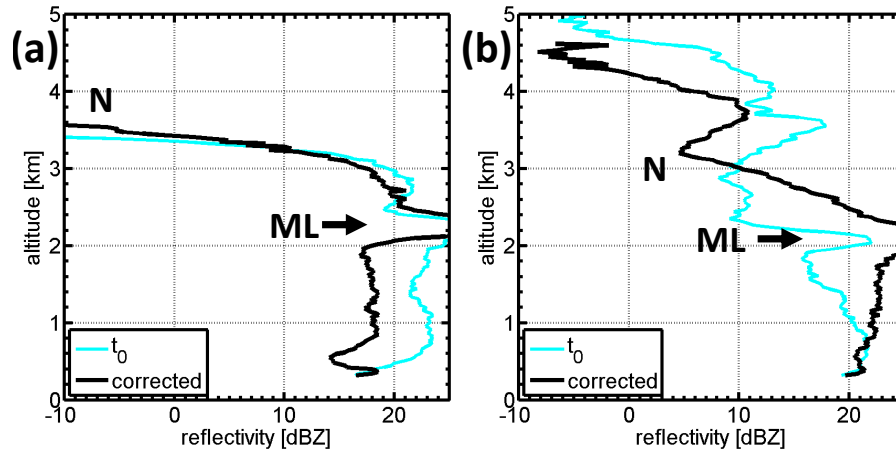 (a)
5
4
3
2
1
0
altitude [km]
N
ML
t0
corrected
-10
0
10
20
reflectivity [dBZ]
(b)
5
4
3
2
1
0
altitude [km]
N
ML
t0
corrected
-10
0
10
20
reflectivity [dBZ]